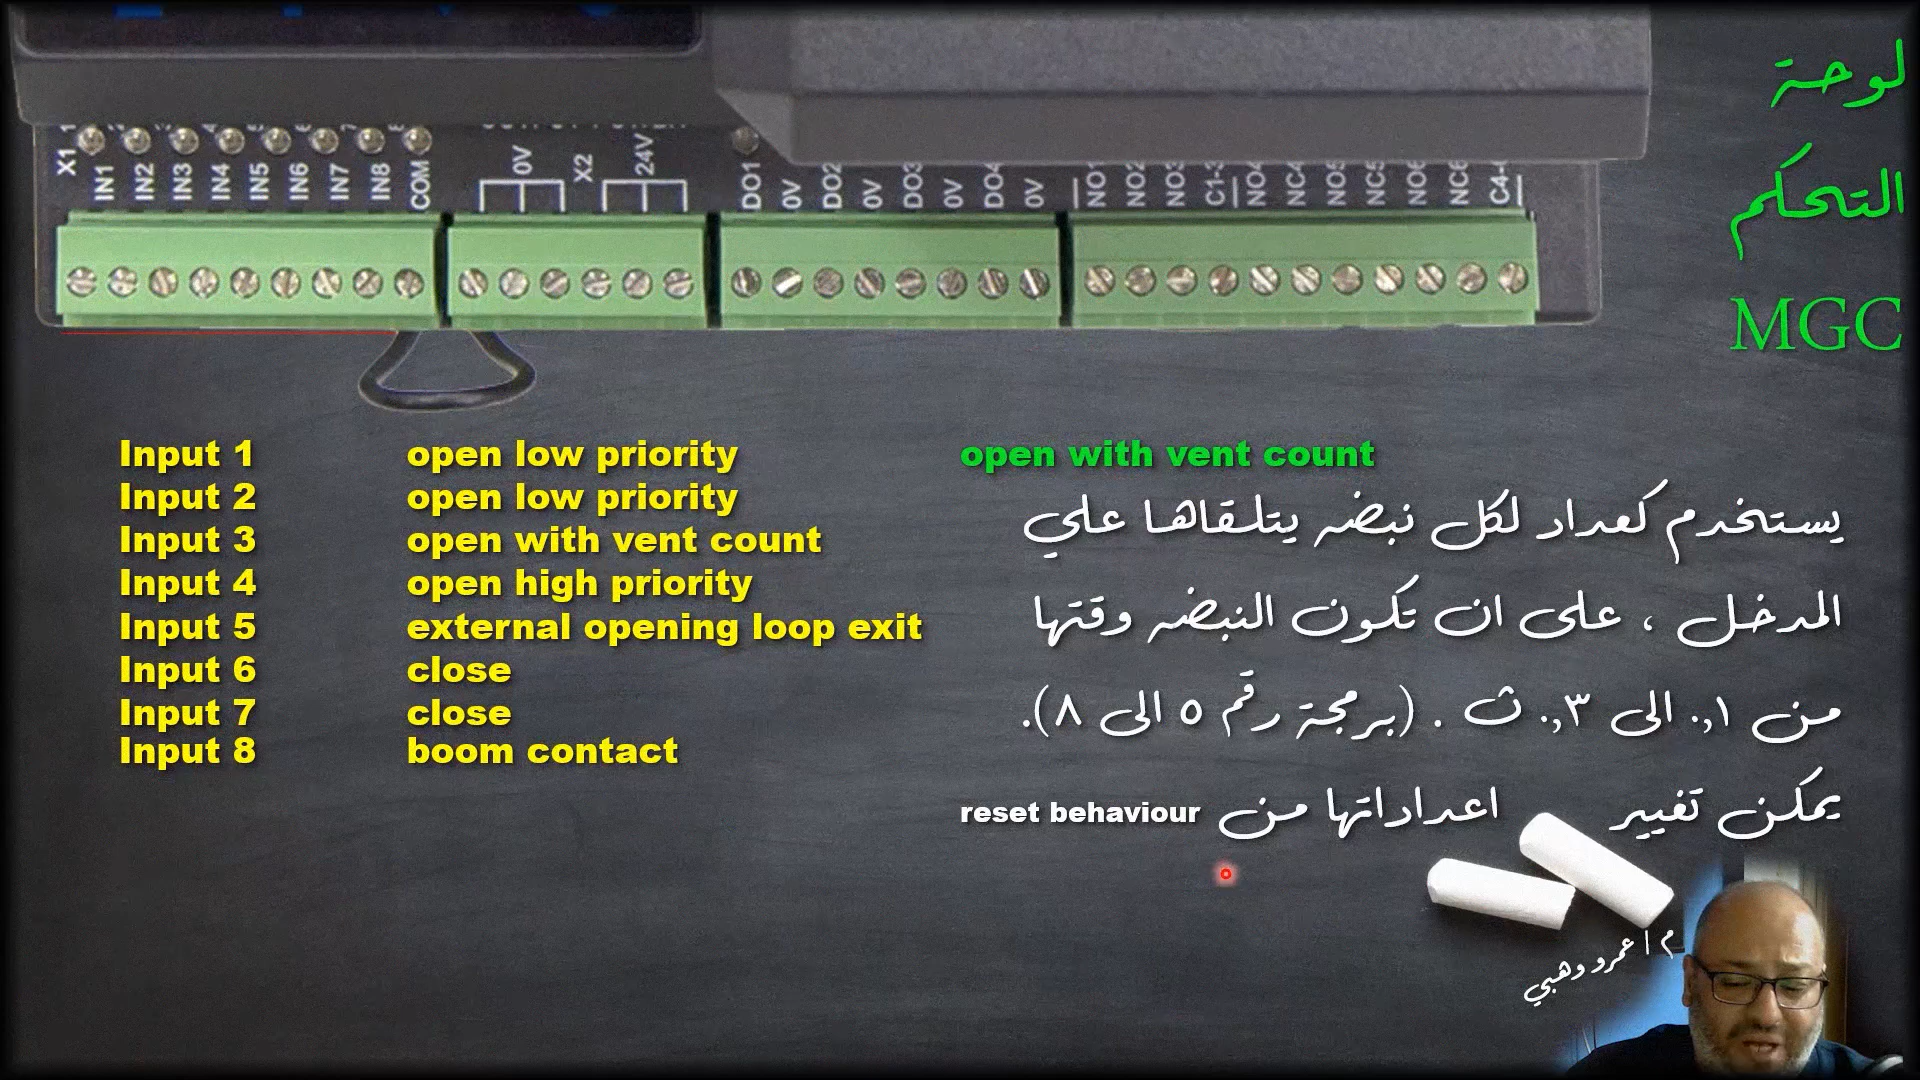 X1 IN1 IN2 IN3 IN4 IN5 IN6 IN7 IN8 COM 0V X2 24V DO1 0V DO2 0V DO3 0V DO4 0V NO1 NO2 NO3 C1-3 NO4 NC4 NO5 NC5 NO6 NC6
لوحة
التحكم
MGC
Input 1 open low priority
Input 2 open low priority
Input 3 open with vent count
Input 4 open high priority
Input 5 external opening loop exit
Input 6 close
Input 7 close
Input 8 boom contact
open with vent count
يستخدم كعداد لكل نبضه يتلقاها علي
المدخل ، على ان تكون النبضه وقتها
من ٠,١ الى ٠,٣ ث . (برمجة رقم ٥ الى ٨).
يمكن تغيير اعداداتها من reset behaviour
م / عمرو وهبي